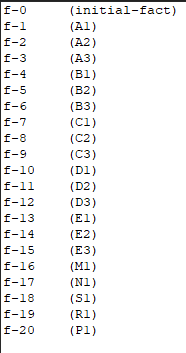 f-0     (initial-fact)
f-1     (A1)
f-2     (A2)
f-3     (A3)
f-4     (B1)
f-5     (B2)
f-6     (B3)
f-7     (C1)
f-8     (C2)
f-9     (C3)
f-10    (D1)
f-11    (D2)
f-12    (D3)
f-13    (E1)
f-14    (E2)
f-15    (E3)
f-16    (M1)
f-17    (N1)
f-18    (S1)
f-19    (R1)
f-20    (P1)